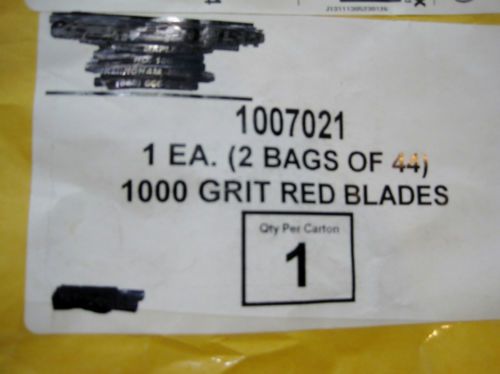 1007021
1 EA. (2 BAGS OF 44)
1000 GRIT RED BLADES
Qty Per Carton
1